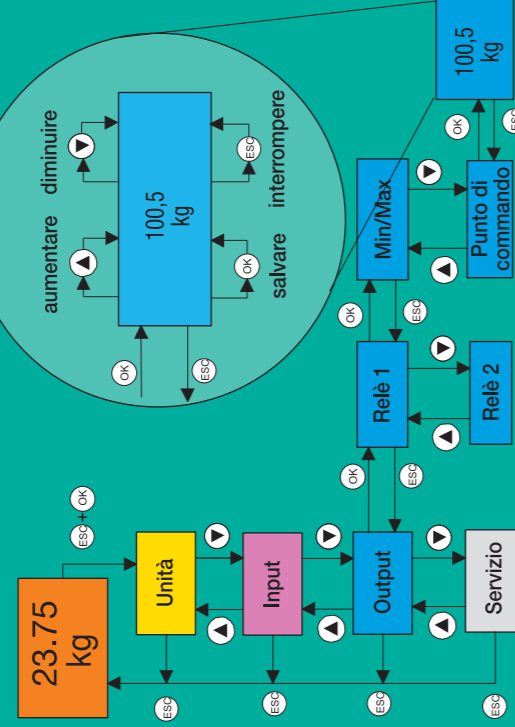 23.75
kg
ESC + OK
Unità
ESC
Input
ESC
Output
ESC
Servizio
ESC
OK
ESC
Relè 1
Relè 2
OK
ESC
Min/Max
Punto di
commando
OK
ESC
100,5
kg
aumentare
diminuire
OK
ESC
100,5
kg
OK
ESC
salvare
interrompere